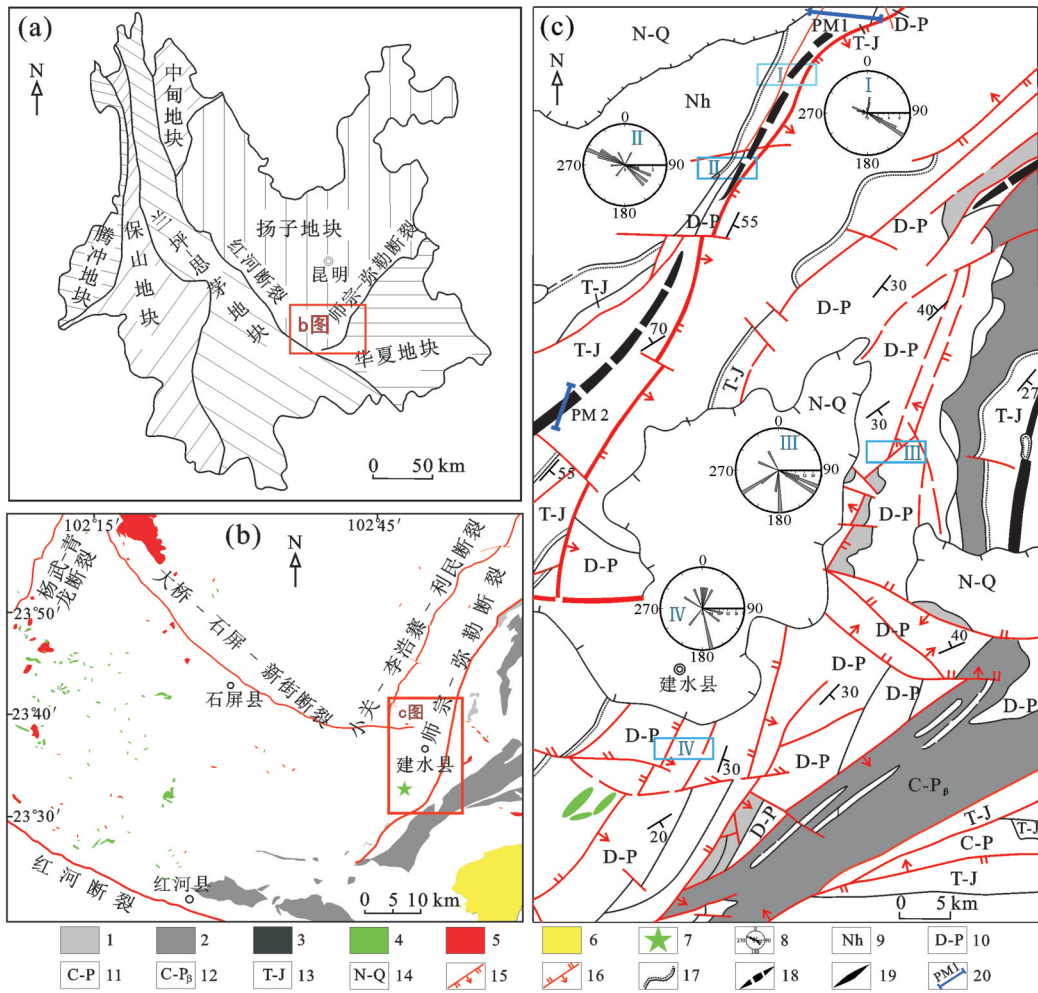 (a)
N
中甸地块
兰坪思茅地块
保山地块
腾冲地块
扬子地块
昆明
红河断裂
师宗-弥勒断裂
b图
华夏地块
0 50 km
(b)
102°15′
102°45′
23°50′
23°40′
23°30′
N
杨武-青龙断裂
大桥-石屏-新街断裂
小关-李浩寨-利民断裂
师宗-弥勒断裂
石屏县
c图
建水县
红河断裂
红河县
0 5 10 km
(c)
N
N-Q
PM1
D-P
T-J
I
Nh
0
I
270
90
180
0
II
270
90
180
II
D-P
55
D-P
D-P
30
40
T-J
D-P
70
D-P
T-J
T-J
PM 2
N-Q
30
T-J
27
0
III
270
90
180
III
55
T-J
D-P
D-P
N-Q
0
270
IV
90
180
D-P
40
建水县
D-P
D-P
30
D-P
D-P
IV
D-P
30
C-Pβ
D-P
20
D-P
T-J
C-P
T-J
T-J
0 5 km
1 2 3 4 5 6 7 270 0 90 180 8 Nh 9 D-P 10
C-P 11 C-Pβ 12 T-J 13 N-Q 14 15 16 17 18 19 PM1 20